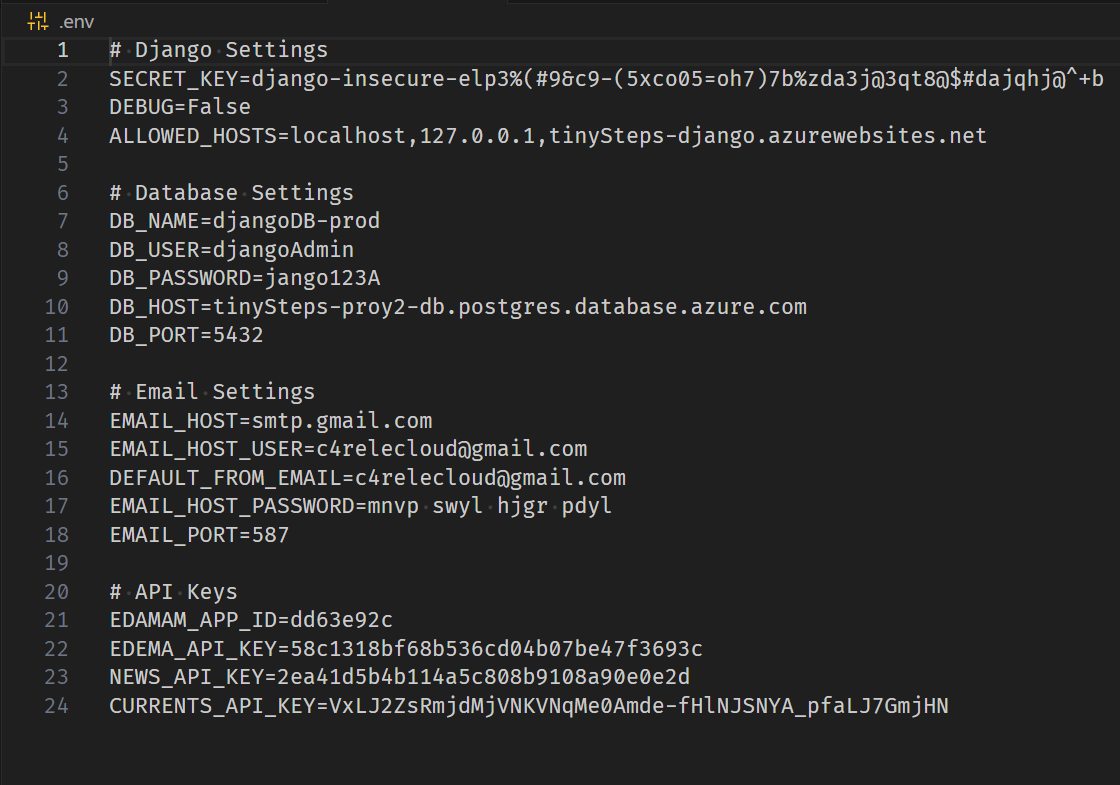 .env
1 # Django Settings
2 SECRET_KEY=django-insecure-elp3%(#9&c9-(5xco05=oh7)7b%zda3j@3qt8@$#dajqhj@^+b
3 DEBUG=False
4 ALLOWED_HOSTS=localhost,127.0.0.1,tinySteps-django.azurewebsites.net
5
6 # Database Settings
7 DB_NAME=djangoDB-prod
8 DB_USER=djangoAdmin
9 DB_PASSWORD=jango123A
10 DB_HOST=tinySteps-proy2-db.postgres.database.azure.com
11 DB_PORT=5432
12
13 # Email Settings
14 EMAIL_HOST=smtp.gmail.com
15 EMAIL_HOST_USER=c4relecloud@gmail.com
16 DEFAULT_FROM_EMAIL=c4relecloud@gmail.com
17 EMAIL_HOST_PASSWORD=mnvp swyl hjgr pdyl
18 EMAIL_PORT=587
19
20 # API Keys
21 EDAMAM_APP_ID=dd63e92c
22 EDEMA_API_KEY=58c1318bf68b536cd04b07be47f3693c
23 NEWS_API_KEY=2ea41d5b4b114a5c808b9108a90e0e2d
24 CURRENTS_API_KEY=VxLJ2ZsRmjdMjVNKVNqMe0Amde-fHlNJSNYA_pfaLJ7GmjHN